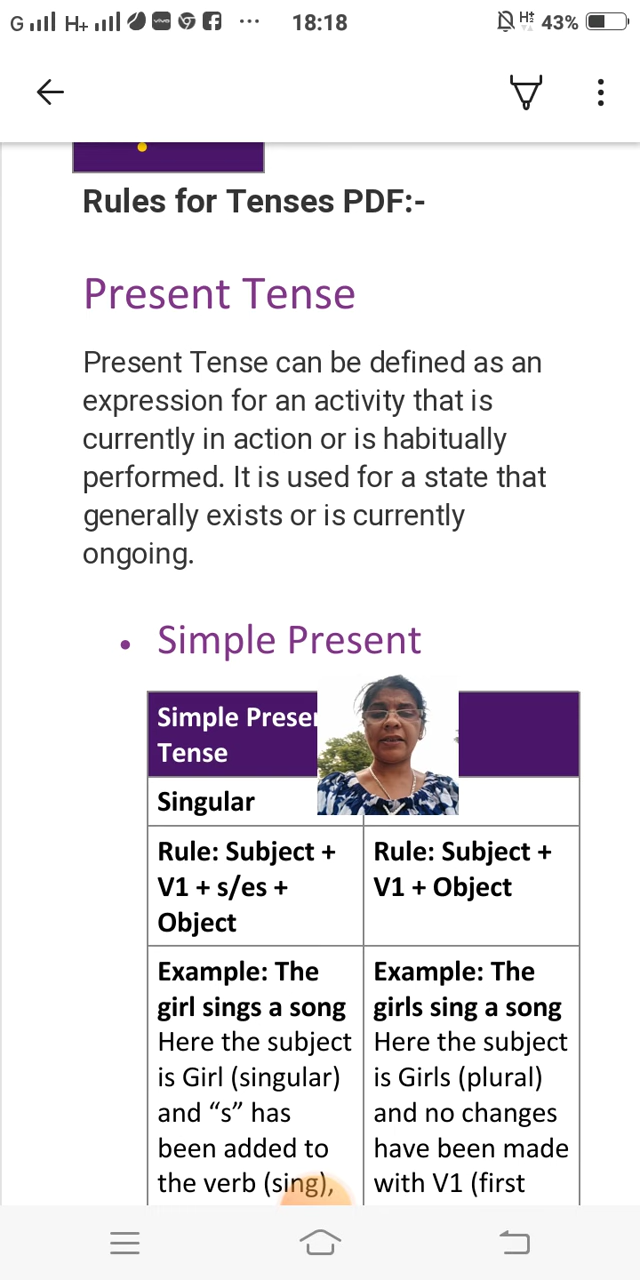 G H+ vivo ... 18:18 H+ 43%
Rules for Tenses PDF:-
Present Tense
Present Tense can be defined as an
expression for an activity that is
currently in action or is habitually
performed. It is used for a state that
generally exists or is currently
ongoing.
• Simple Present
Simple
Tense
Singular
Rule: Subject +
V1 + s/es +
Object
Rule: Subject +
V1 + Object
Example: The
girl sings a song
Here the subject
is Girl (singular)
and “s” has
been added to
the verb (sing),
Example: The
girls sing a song
Here the subject
is Girls (plural)
and no changes
have been made
with V1 (first